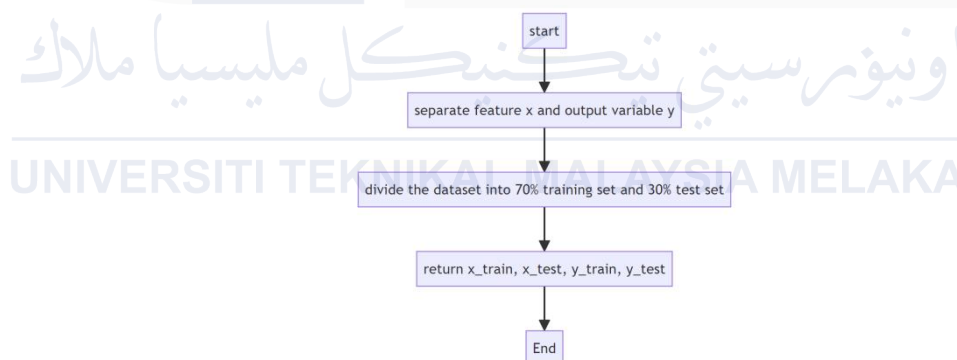 start
اونيۏرسيتي تيكنيكل مليسيا ملاك
separate feature x and output variable y
UNIVERSITI TEKNIKAL MALAYSIA MELAKA
divide the dataset into 70% training set and 30% test set
return x_train, x_test, y_train, y_test
End